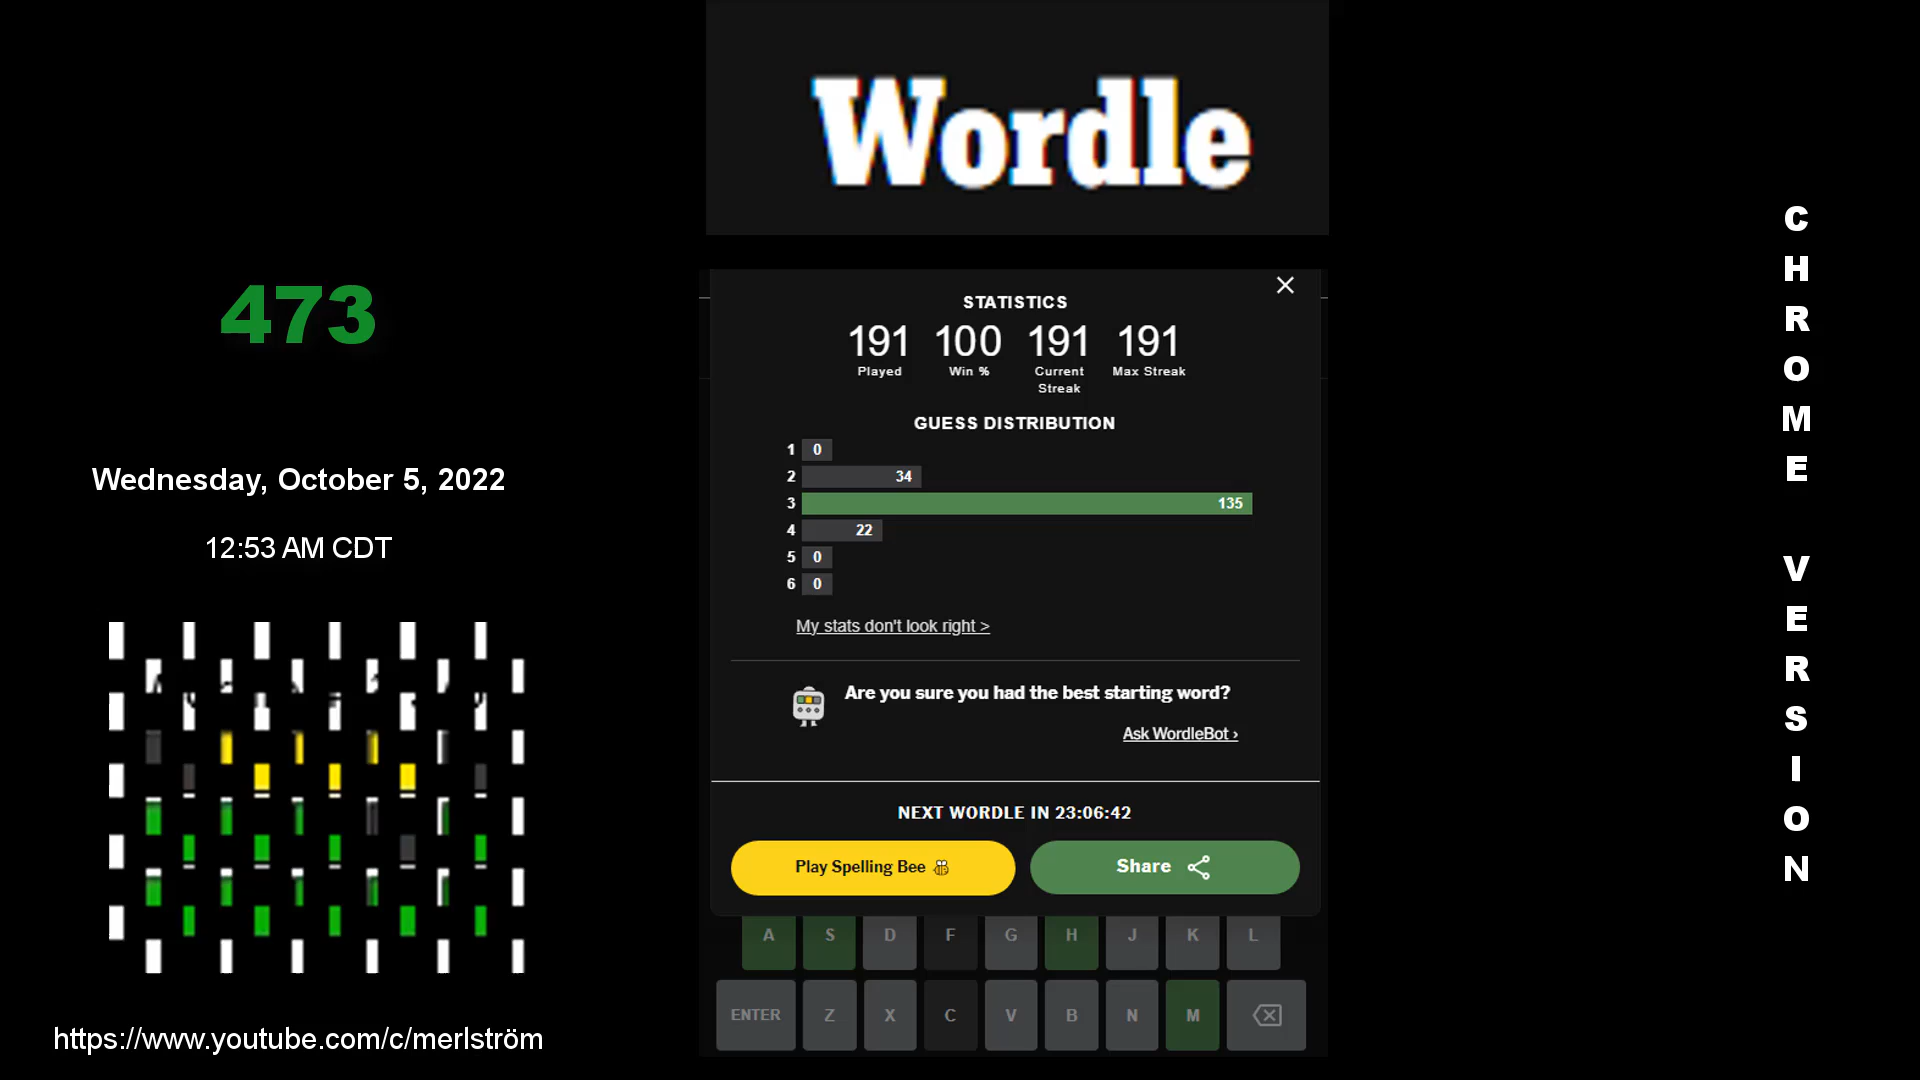 Wordle
473
Wednesday, October 5, 2022
12:53 AM CDT
https://www.youtube.com/c/merlström
STATISTICS
191 100 191 191
Played Win % Current Streak Max Streak
GUESS DISTRIBUTION
1 0
2 34
3 135
4 22
5 0
6 0
My stats don't look right >
Are you sure you had the best starting word?
Ask WordleBot ›
NEXT WORDLE IN 23:06:42
Play Spelling Bee
Share
A S D F G H J K L
ENTER Z X C V B N M
CHROME VERSION